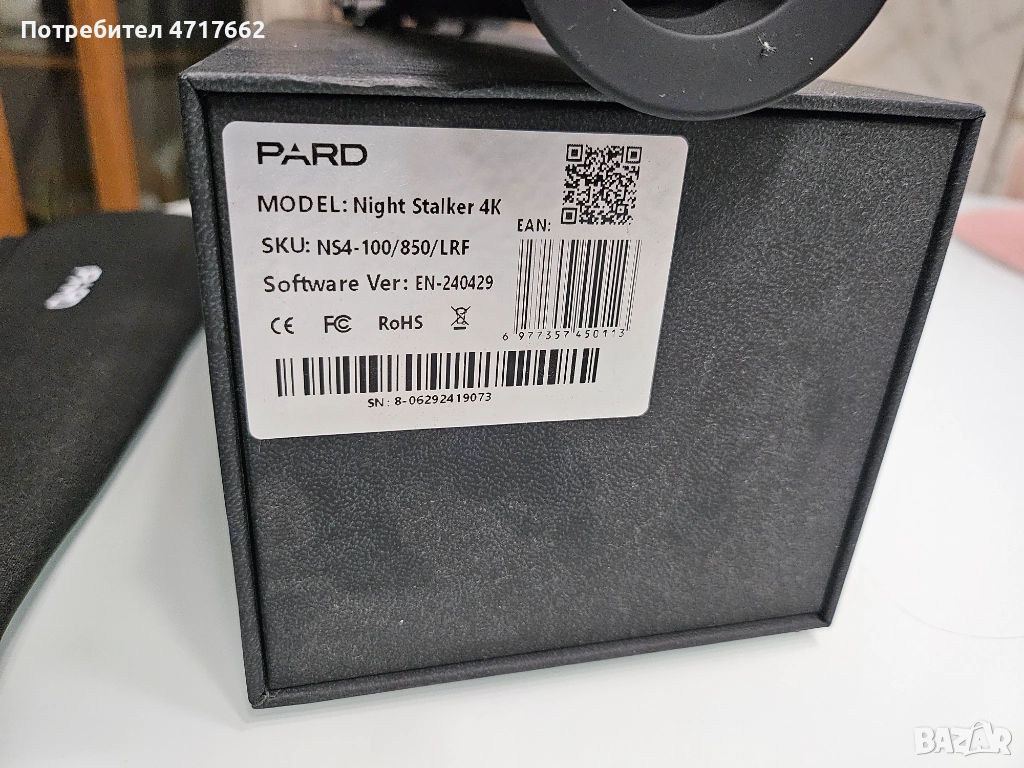 Потребител 4717662
PARD
MODEL: Night Stalker 4K
EAN:
SKU: NS4-100/850/LRF
Software Ver: EN-240429
CE FC RoHS
6 977357 450113
SN: 8-06292419073
BAZAR